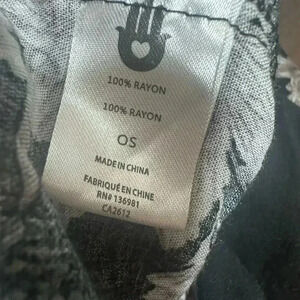 100% RAYON
100% RAYON
OS
MADE IN CHINA
FABRIQUÉ EN CHINE
RN# 136981
CA2612